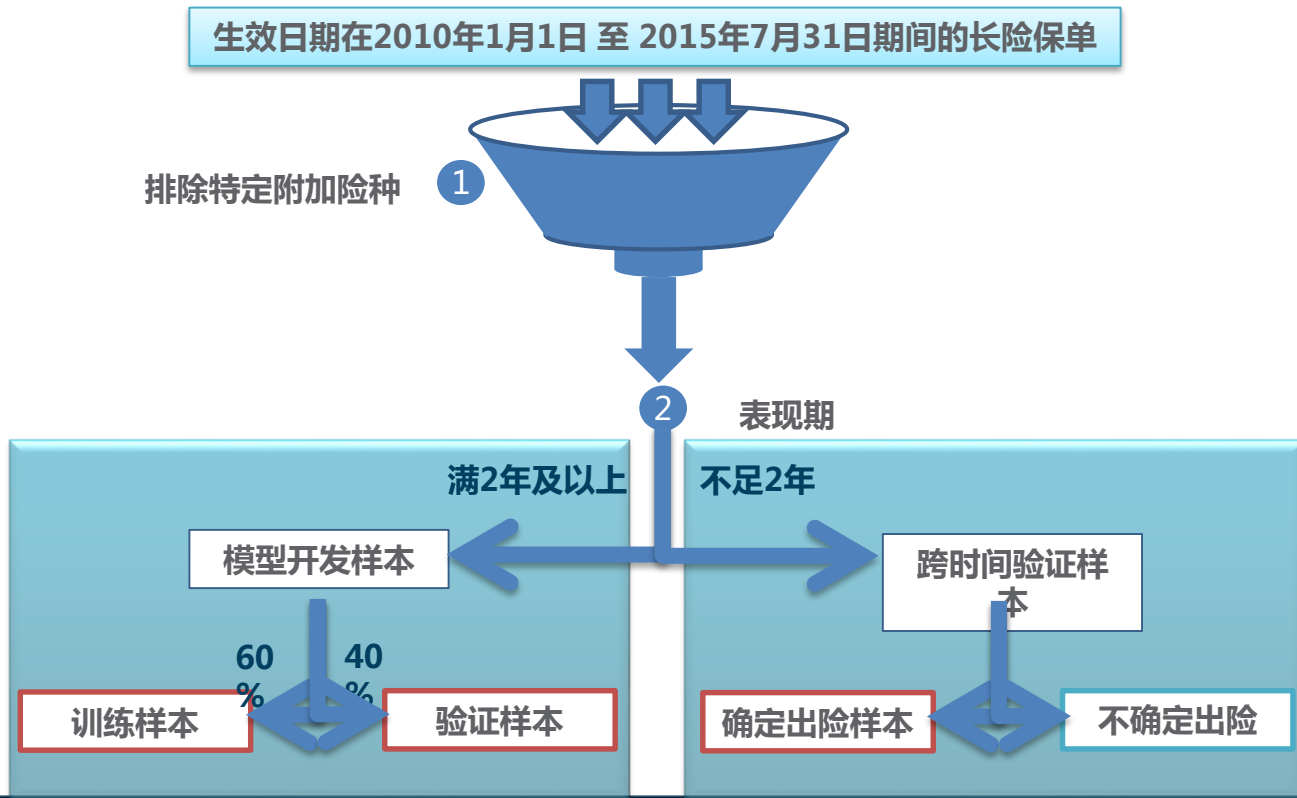 生效日期在2010年1月1日 至 2015年7月31日期间的长险保单
排除特定附加险种
1
2
表现期
满2年及以上
不足2年
模型开发样本
跨时间验证样
本
60
%
40
%
训练样本
验证样本
确定出险样本
不确定出险